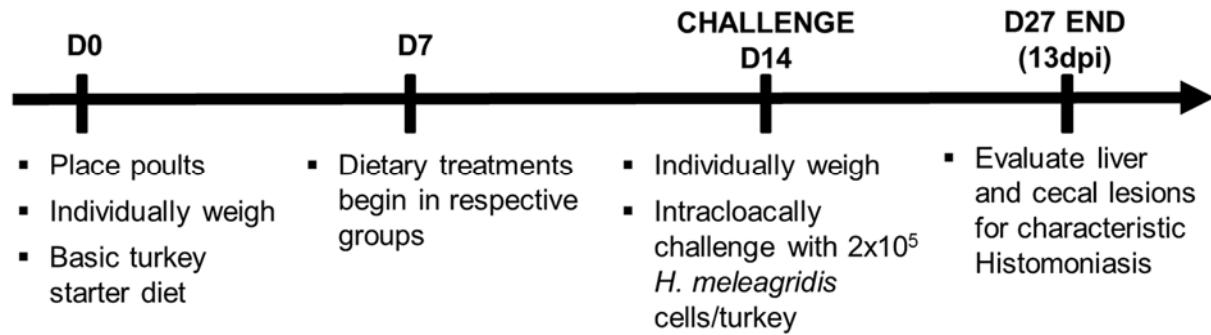 D0
▪ Place poults
▪ Individually weigh
▪ Basic turkey
starter diet
D7
▪ Dietary treatments
begin in respective
groups
CHALLENGE
D14
▪ Individually weigh
▪ Intracloacally
challenge with 2x10⁵
H. meleagridis
cells/turkey
D27 END
(13dpi)
▪ Evaluate liver
and cecal lesions
for characteristic
Histomoniasis